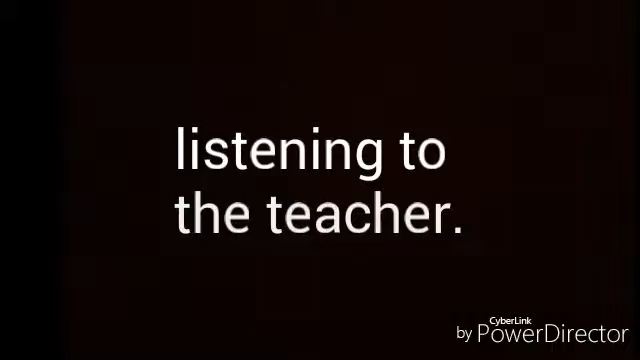 listening to
the teacher.
CyberLink
by PowerDirector